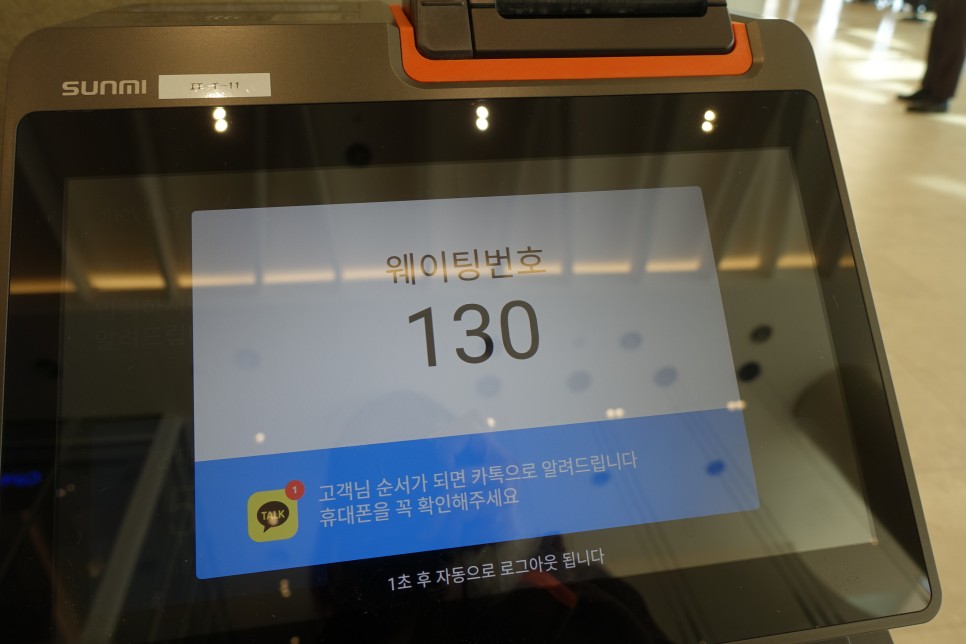 SUNMI
웨이팅번호
130
고객님 순서가 되면 카톡으로 알려드립니다
1
TALK
휴대폰을 꼭 확인해주세요
1초 후 자동으로 로그아웃 됩니다